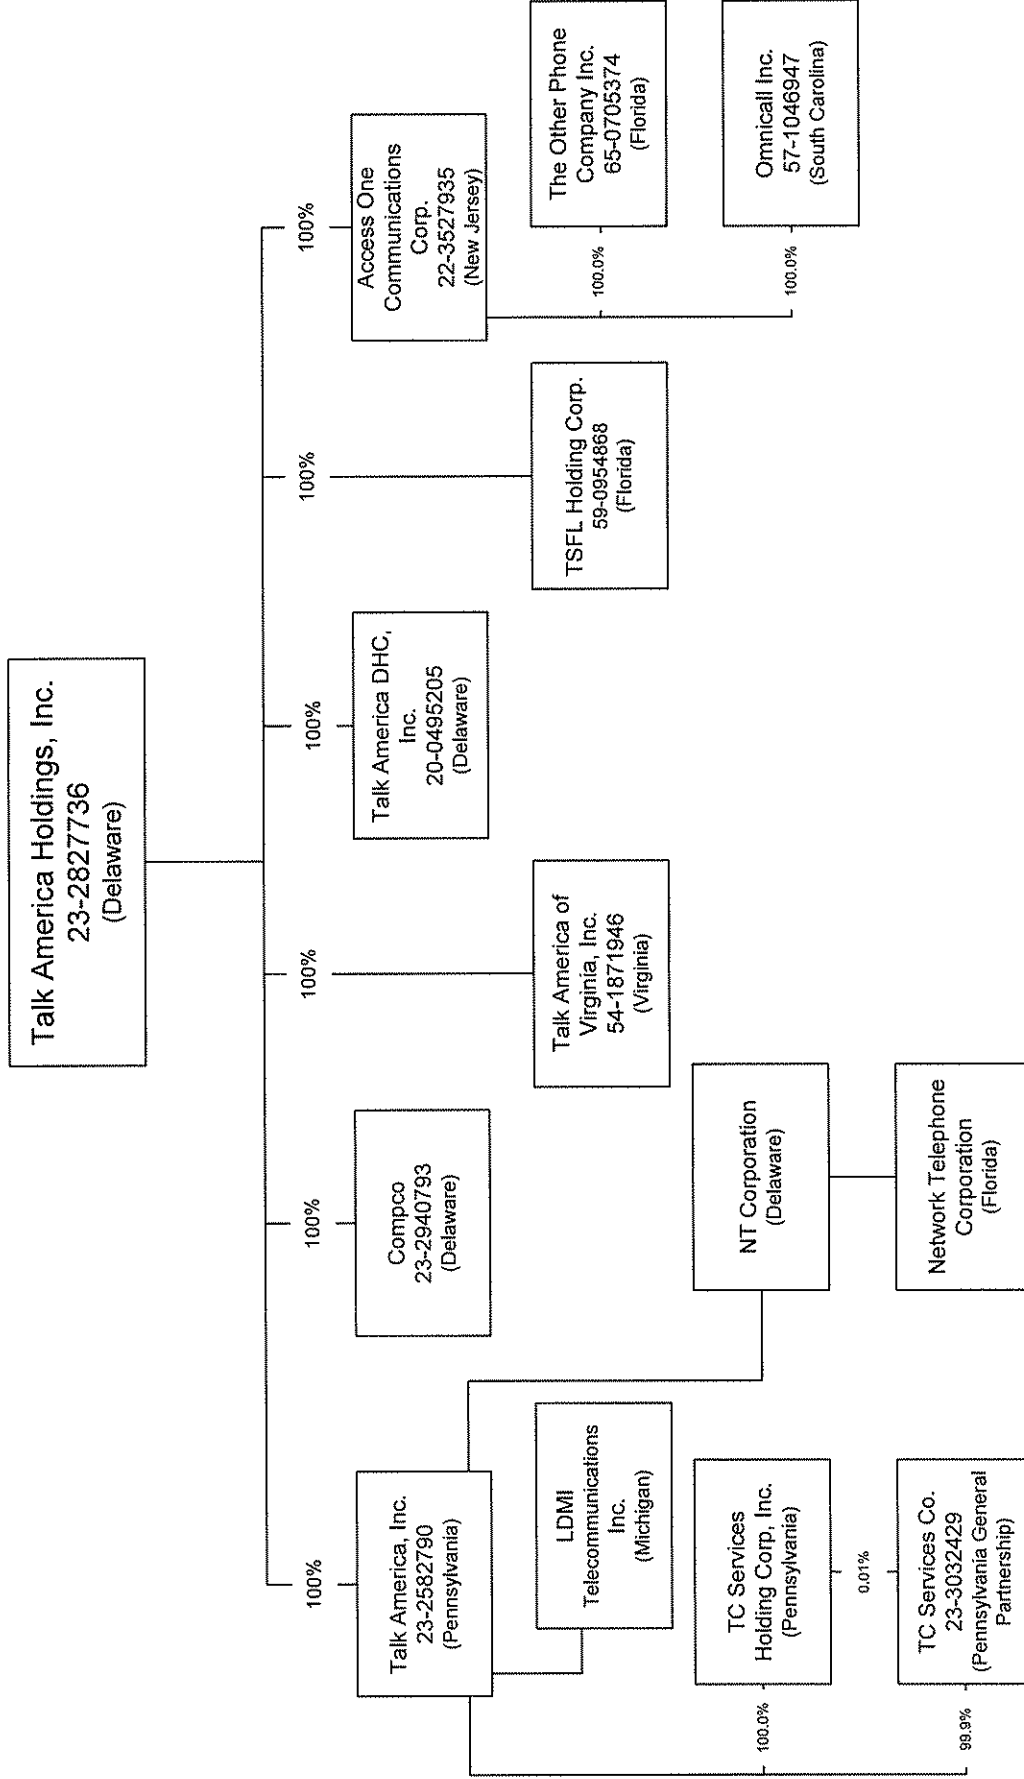 Talk America Holdings, Inc.
23-2827736
(Delaware)
100%
100%
100%
100%
100%
100%
Talk America, Inc.
23-2582790
(Pennsylvania)
Compco
23-2940793
(Delaware)
Talk America DHC,
Inc.
20-0495205
(Delaware)
Access One
Communications
Corp.
22-3527935
(New Jersey)
LDMI
Telecommunications
Inc.
(Michigan)
Talk America of
Virginia, Inc.
54-1871946
(Virginia)
TSFL Holding Corp.
59-0954868
(Florida)
100.0%
The Other Phone
Company Inc.
65-0705374
(Florida)
100.0%
TC Services
Holding Corp, Inc.
(Pennsylvania)
NT Corporation
(Delaware)
100.0%
Omnicall Inc.
57-1046947
(South Carolina)
0.01%
99.9%
TC Services Co.
23-3032429
(Pennsylvania General
Partnership)
Network Telephone
Corporation
(Florida)